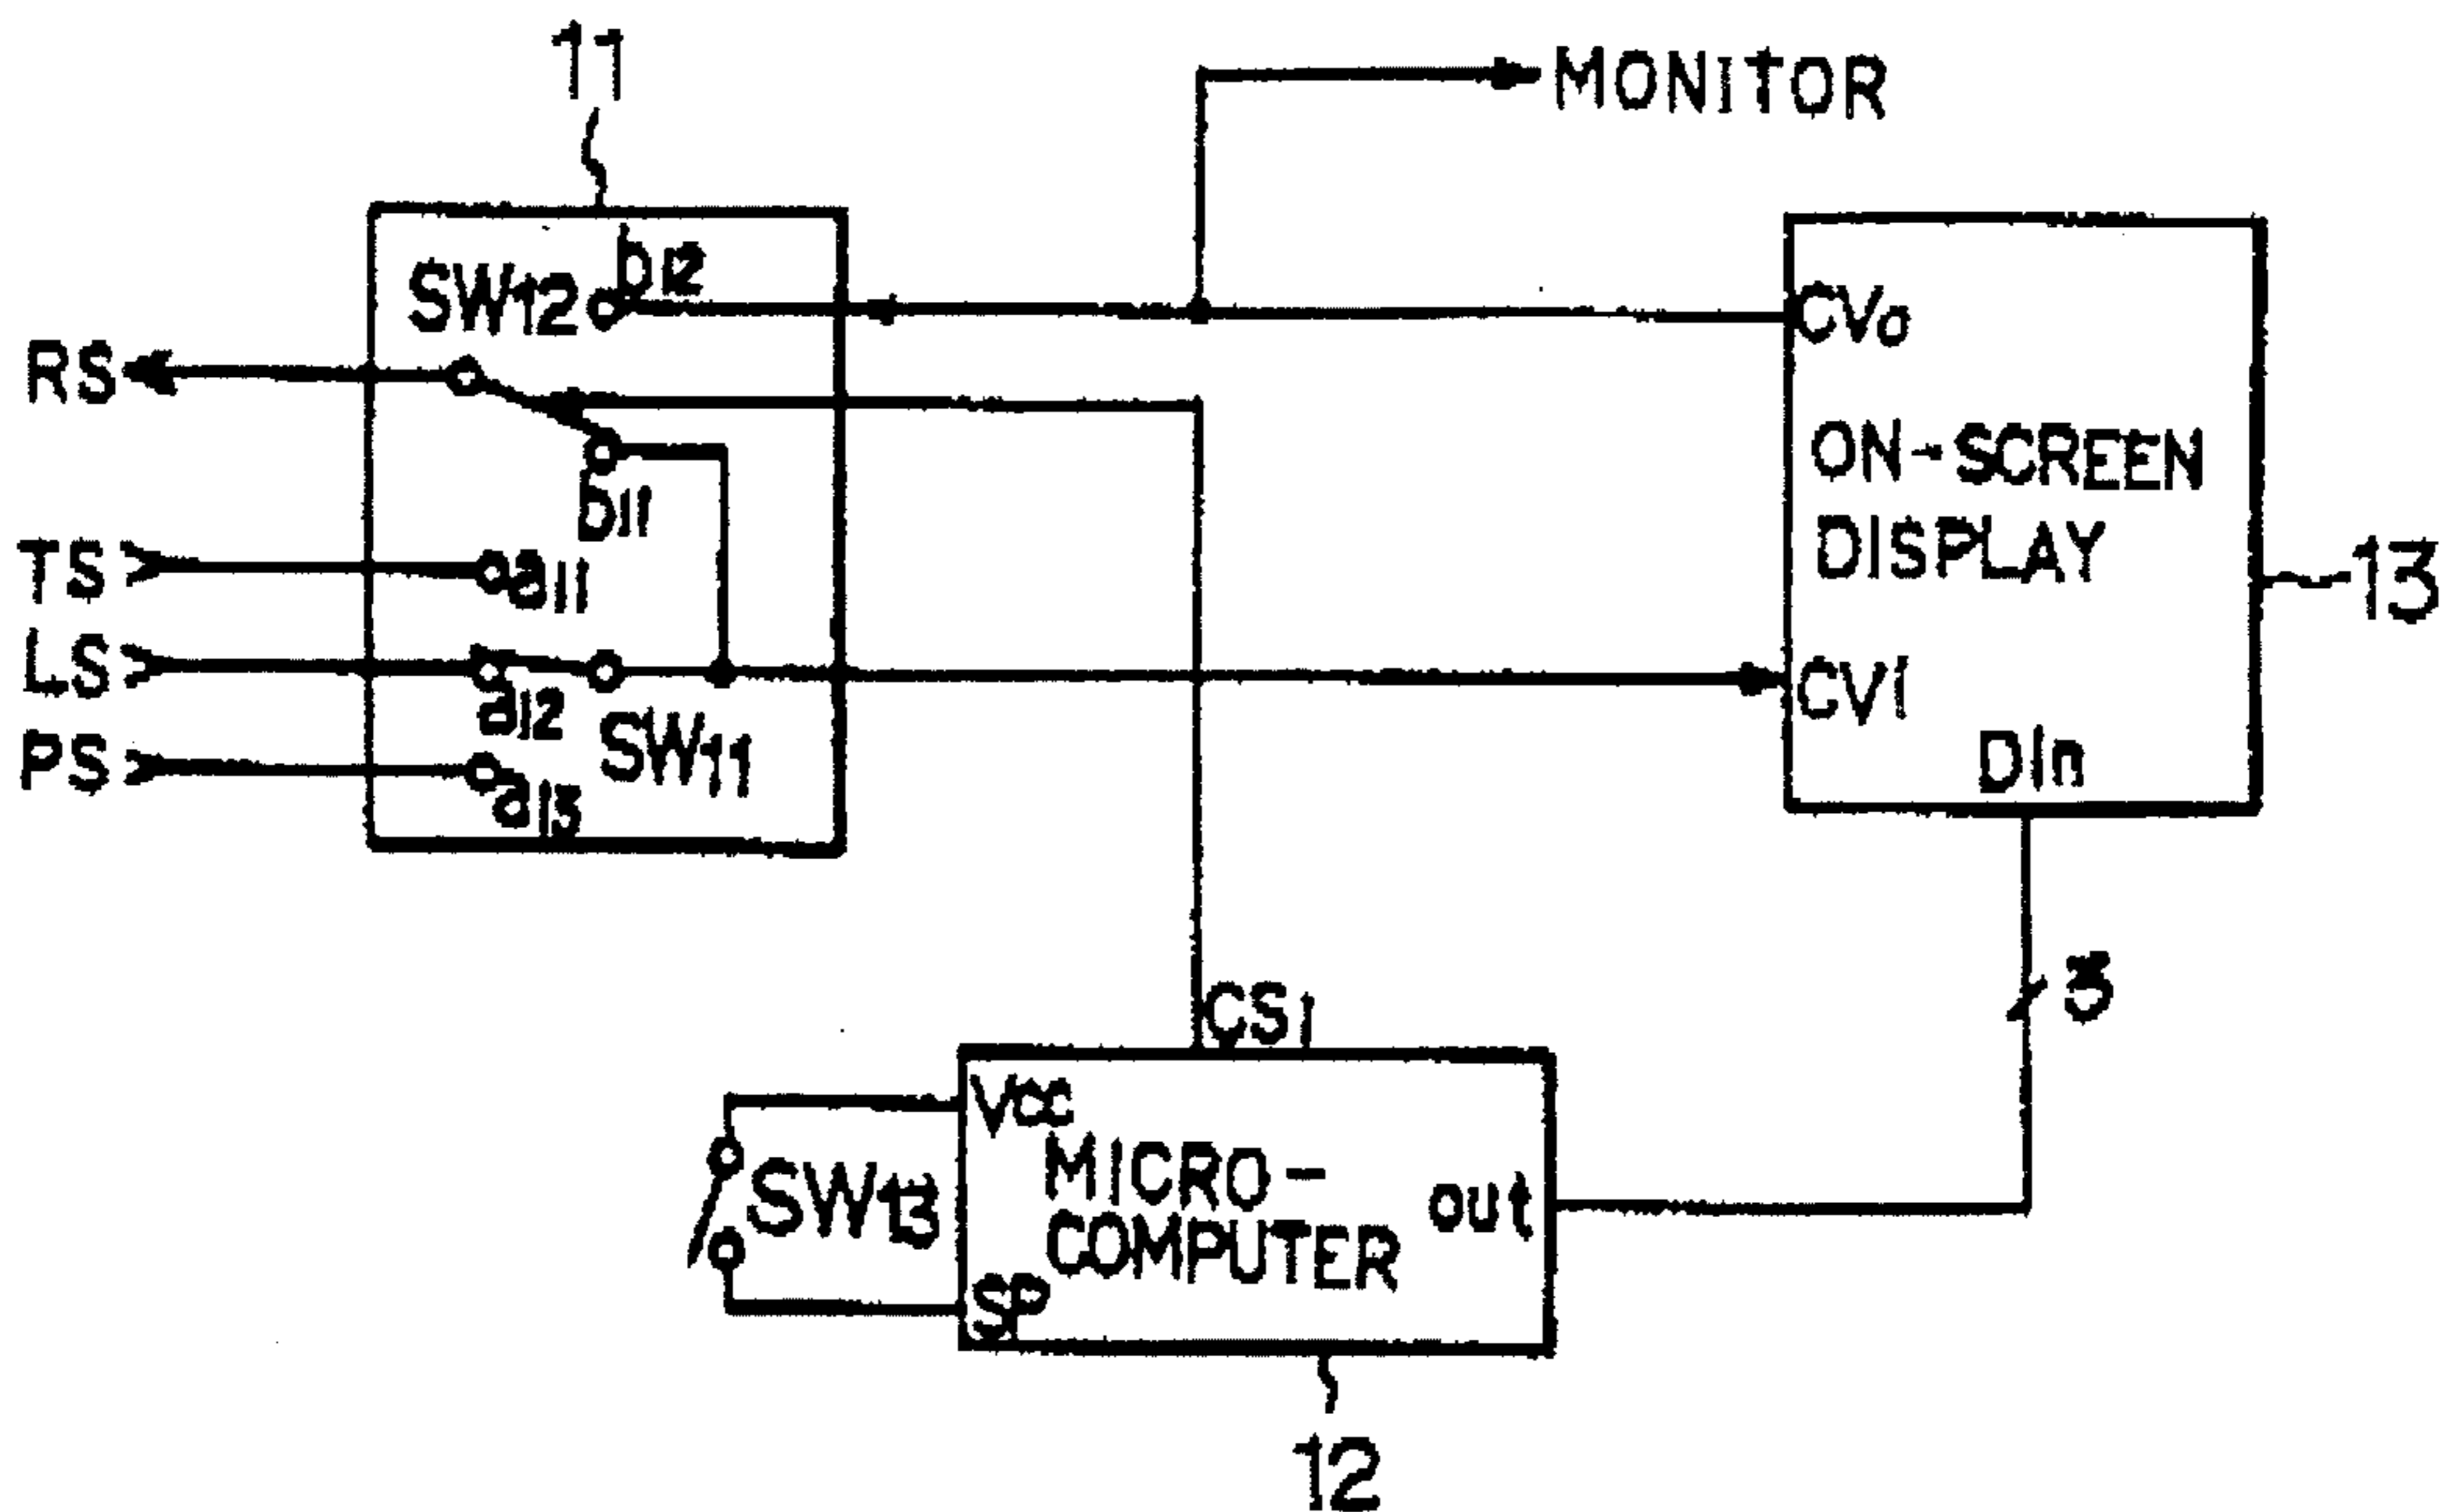 11
MONITOR
SW12
b12
CVo
RS
ON-SCREEN
DISPLAY
b11
TS
a11
13
LS
a12
CVI
SW11
PS
a13
DIn
3
CS1
Vcc
MICRO-
COMPUTER
SW13
out
SP
12